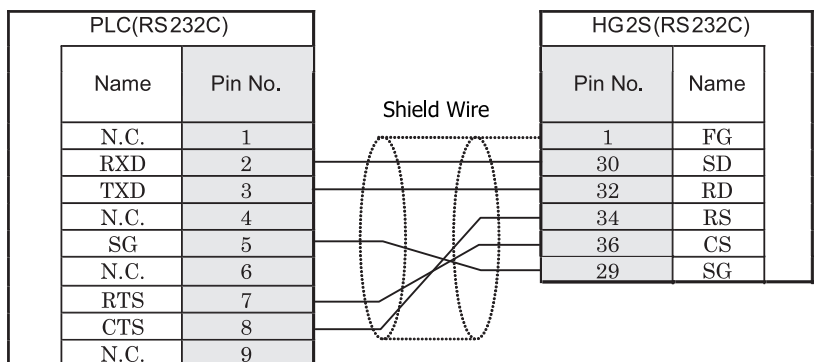 PLC(RS232C) HG2S(RS232C)
Name Pin No. Pin No. Name
Shield Wire
N.C. 1 1 FG
RXD 2 30 SD
TXD 3 32 RD
N.C. 4 34 RS
SG 5 36 CS
N.C. 6 29 SG
RTS 7
CTS 8
N.C. 9